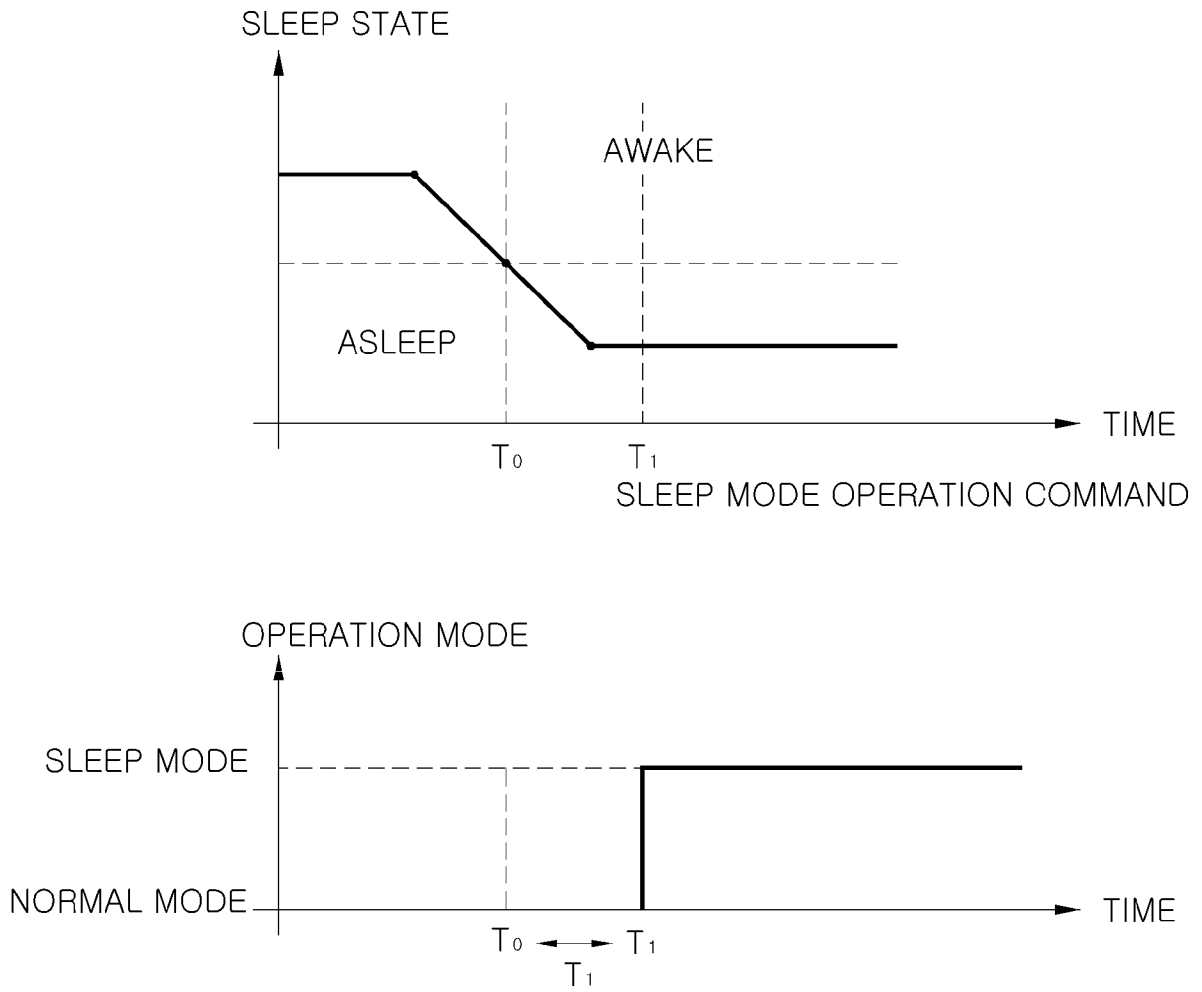 SLEEP STATE
AWAKE
ASLEEP
TIME
T0 T1
SLEEP MODE OPERATION COMMAND
OPERATION MODE
SLEEP MODE
NORMAL MODE
TIME
T0 T1
T1